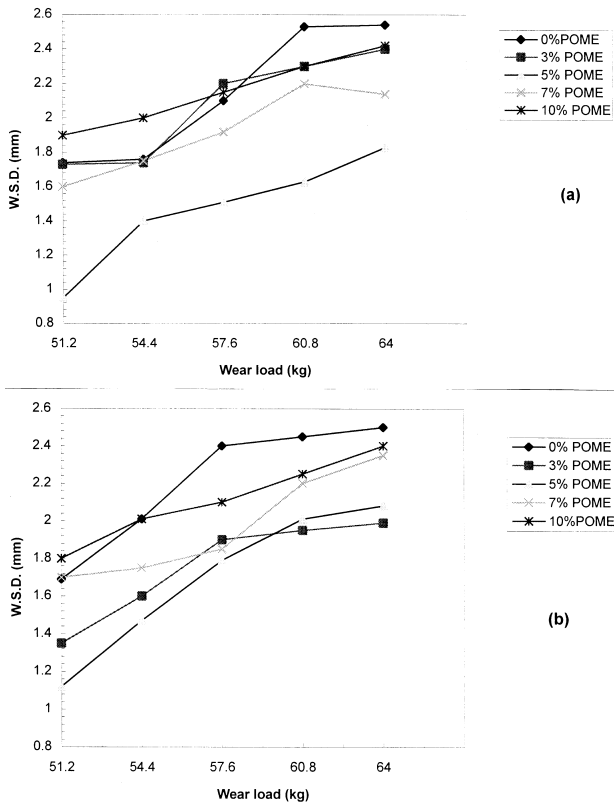 2.6
2.4
2.2
2
1.8
1.6
1.4
1.2
1
0.8
W.S.D. (mm)
51.2 54.4 57.6 60.8 64
Wear load (kg)
0%POME
3% POME
5% POME
7% POME
10% POME
(a)
2.6
2.4
2.2
2
1.8
1.6
1.4
1.2
1
0.8
W.S.D. (mm)
51.2 54.4 57.6 60.8 64
Wear load (kg)
0% POME
3% POME
5% POME
7% POME
10%POME
(b)